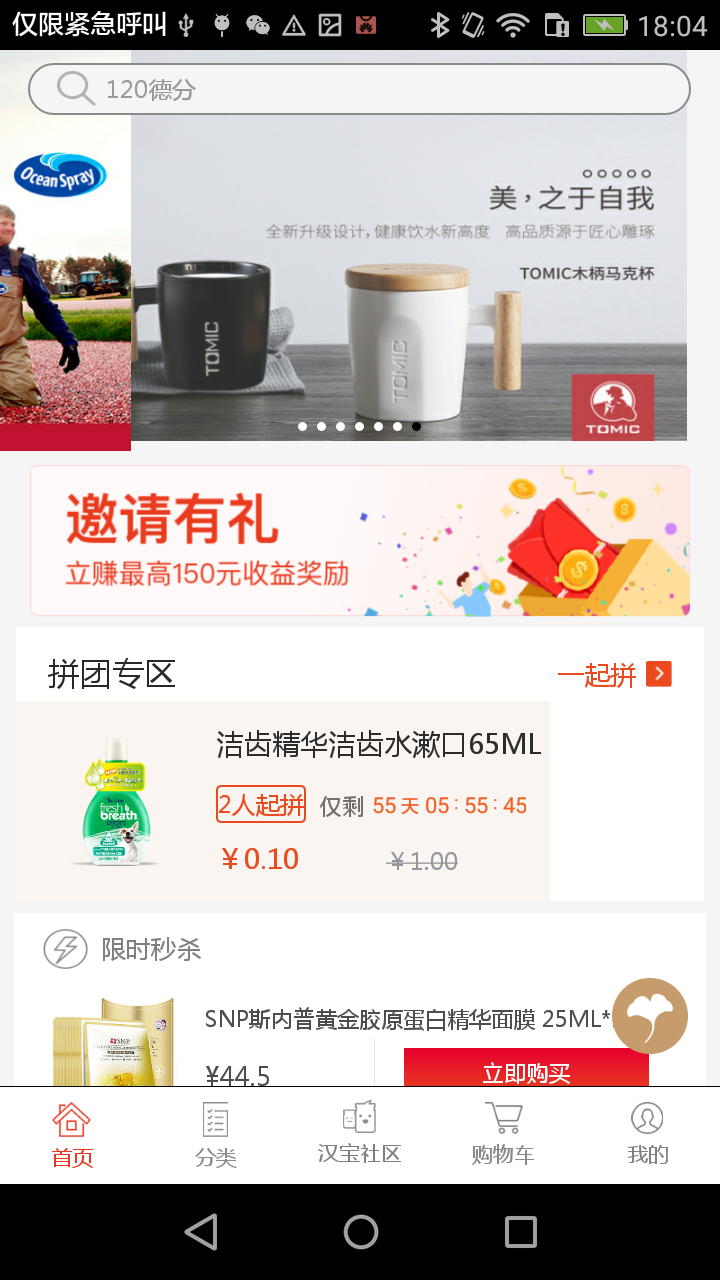 仅限紧急呼叫
18:04
120德分
Ocean Spray
美，之于自我
全新升级设计，健康饮水新高度 高品质源于匠心雕琢
TOMIC木柄马克杯
TOMIC
TOMIC
TOMIC
邀请有礼
立赚最高150元收益奖励
拼团专区
一起拼
洁齿精华洁齿水漱口65ML
fresh breath
2人起拼 仅剩 55 天 05 : 55 : 45
￥0.10 ￥1.00
限时秒杀
SNP斯内普黄金胶原蛋白精华面膜 25ML*
SNP
¥44.5 立即购买
首页 分类 汉宝社区 购物车 我的